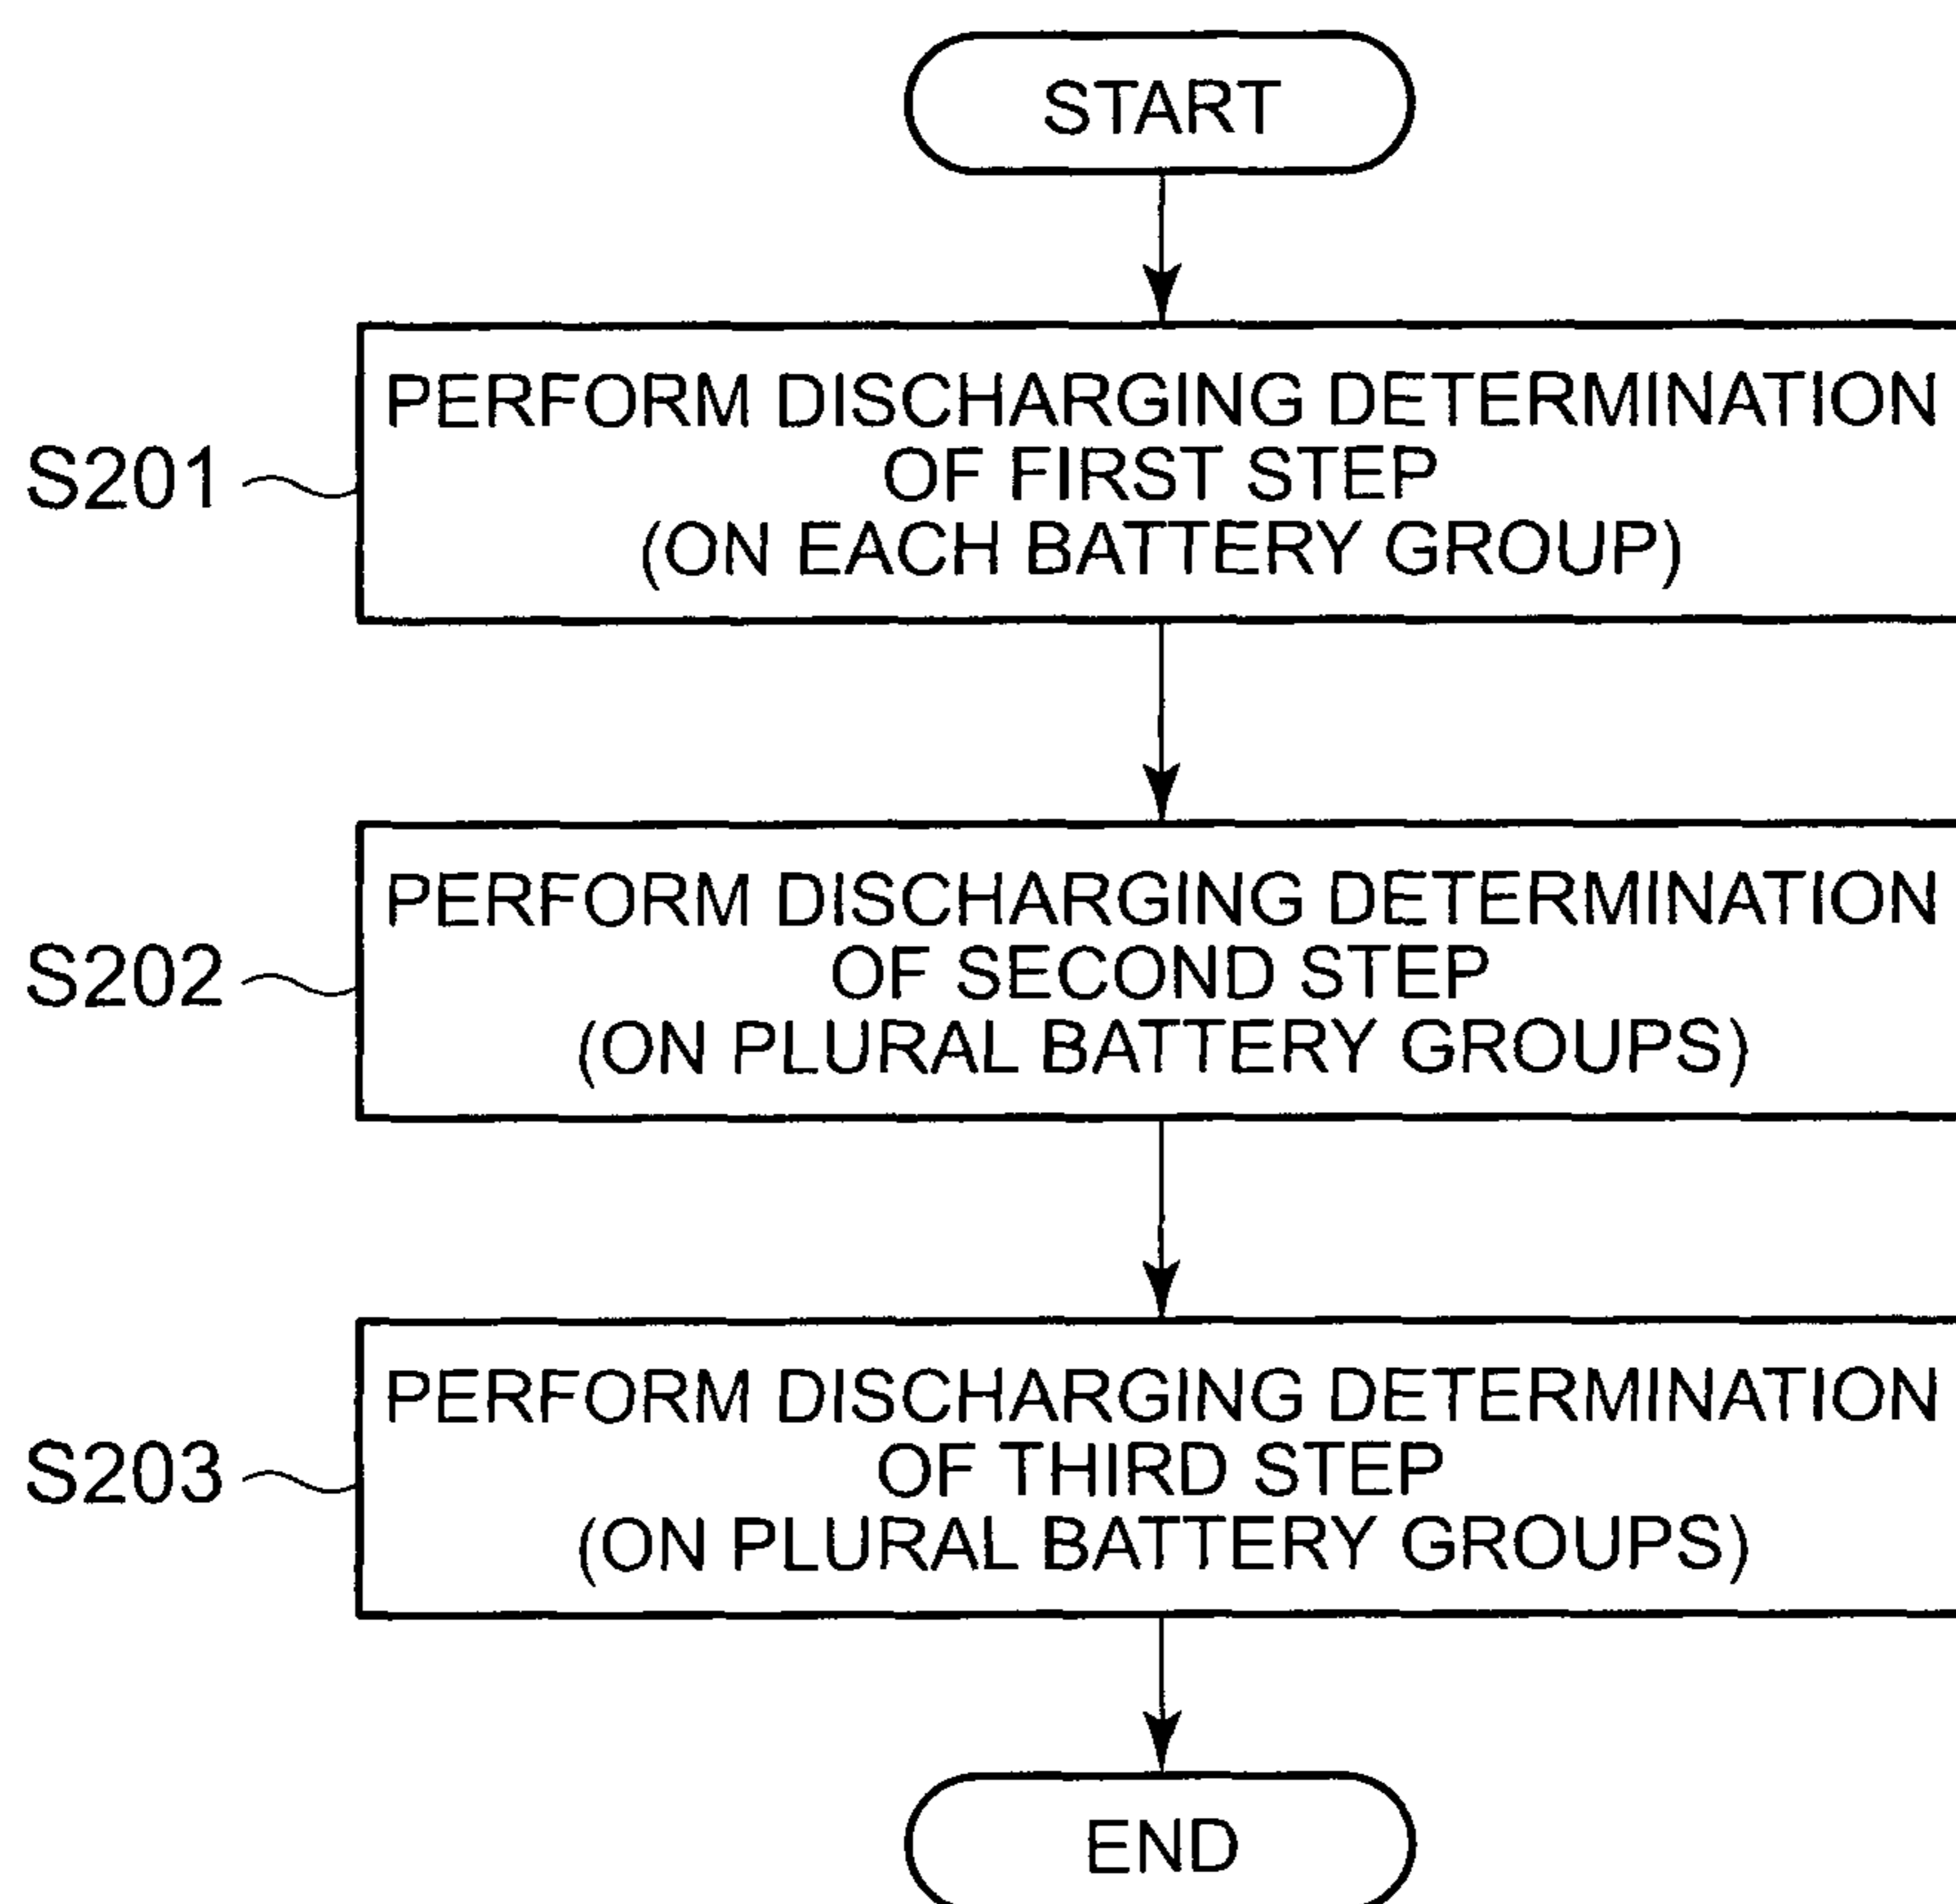 START
S201
PERFORM DISCHARGING DETERMINATION
OF FIRST STEP
(ON EACH BATTERY GROUP)
S202
PERFORM DISCHARGING DETERMINATION
OF SECOND STEP
(ON PLURAL BATTERY GROUPS)
S203
PERFORM DISCHARGING DETERMINATION
OF THIRD STEP
(ON PLURAL BATTERY GROUPS)
END